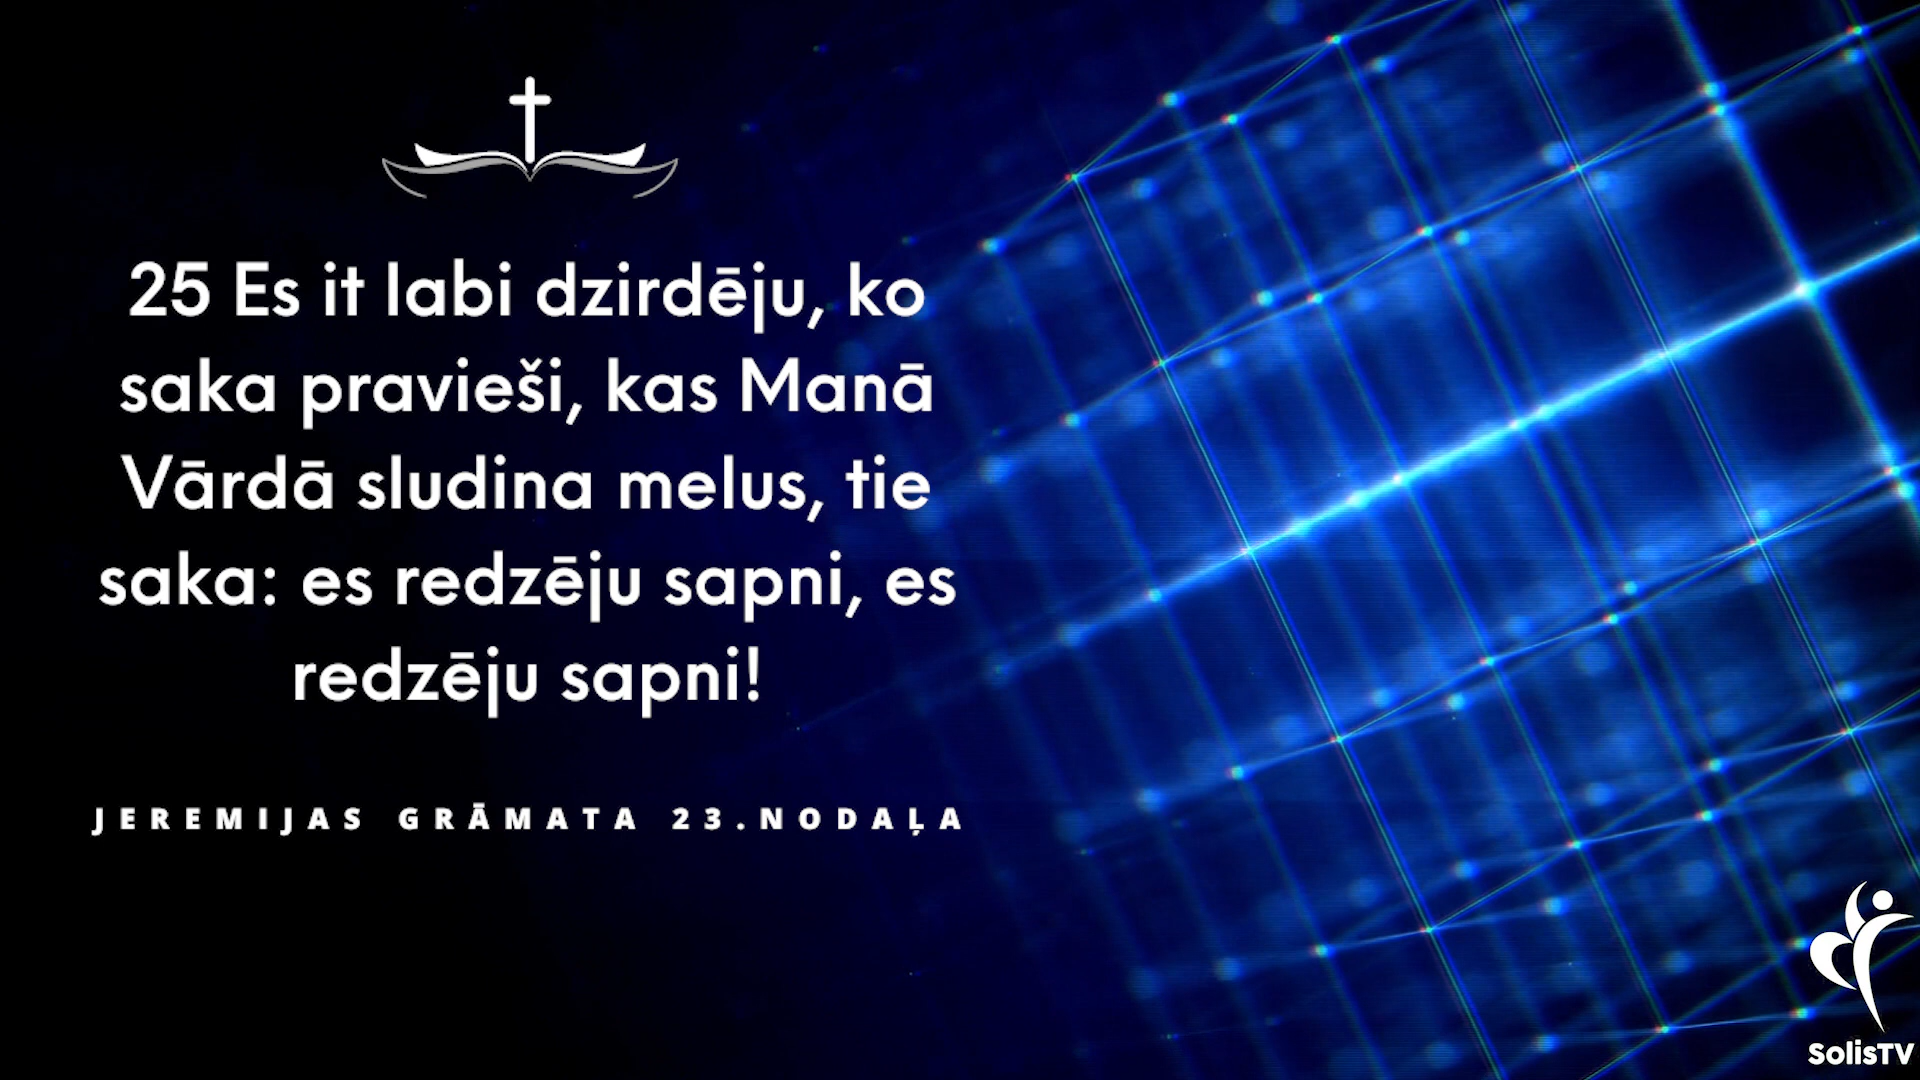 25 Es it labi dzirdēju, ko
saka pravieši, kas Manā
Vārdā sludina melus, tie
saka: es redzēju sapni, es
redzēju sapni!
JEREMIJAS GRĀMATA 23.NODAĻA
SolisTV